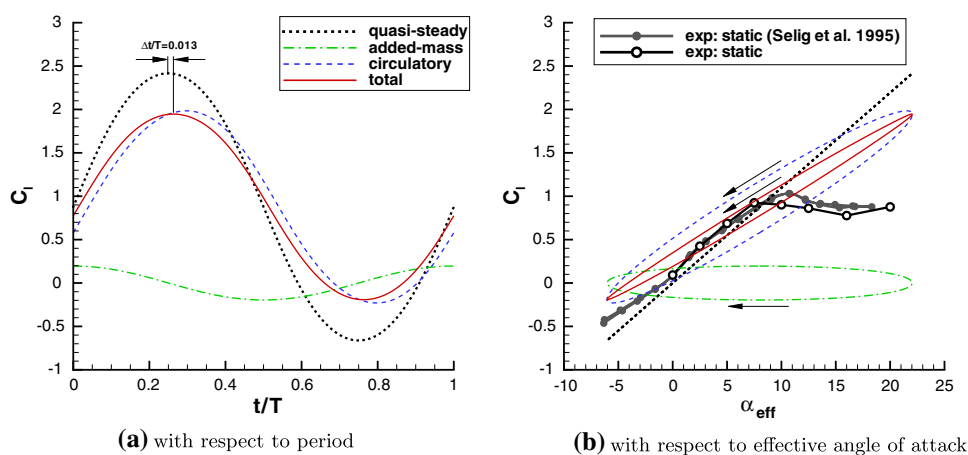 Δt/T=0.013
quasi-steady
added-mass
circulatory
total
3
2.5
2
1.5
1
0.5
0
-0.5
-1
C_l
0 0.2 0.4 0.6 0.8 1
t/T
(a) with respect to period
exp: static (Selig et al. 1995)
exp: static
3
2.5
2
1.5
1
0.5
0
-0.5
-1
C_l
-10 -5 0 5 10 15 20 25
α_eff
(b) with respect to effective angle of attack